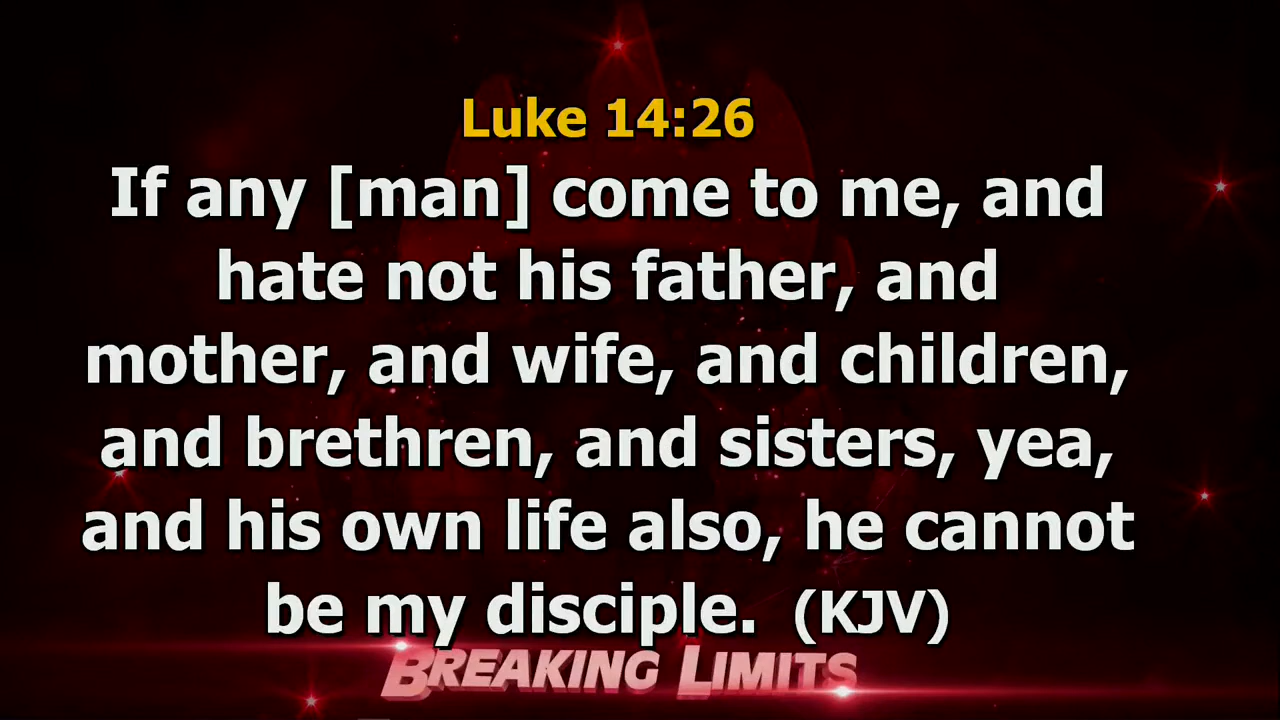 Luke 14:26
If any [man] come to me, and
hate not his father, and
mother, and wife, and children,
and brethren, and sisters, yea,
and his own life also, he cannot
be my disciple. (KJV)
BREAKING LIMITS